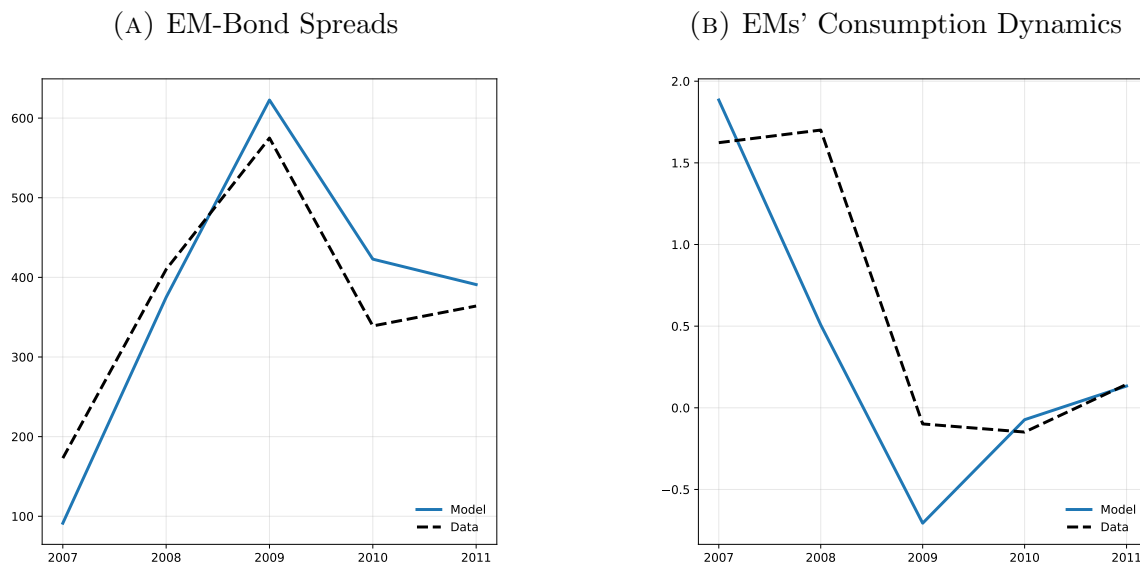 (A) EM-Bond Spreads
600
500
400
300
200
100
2007 2008 2009 2010 2011
Model
Data
(B) EMs' Consumption Dynamics
2.0
1.5
1.0
0.5
0.0
−0.5
2007 2008 2009 2010 2011
Model
Data